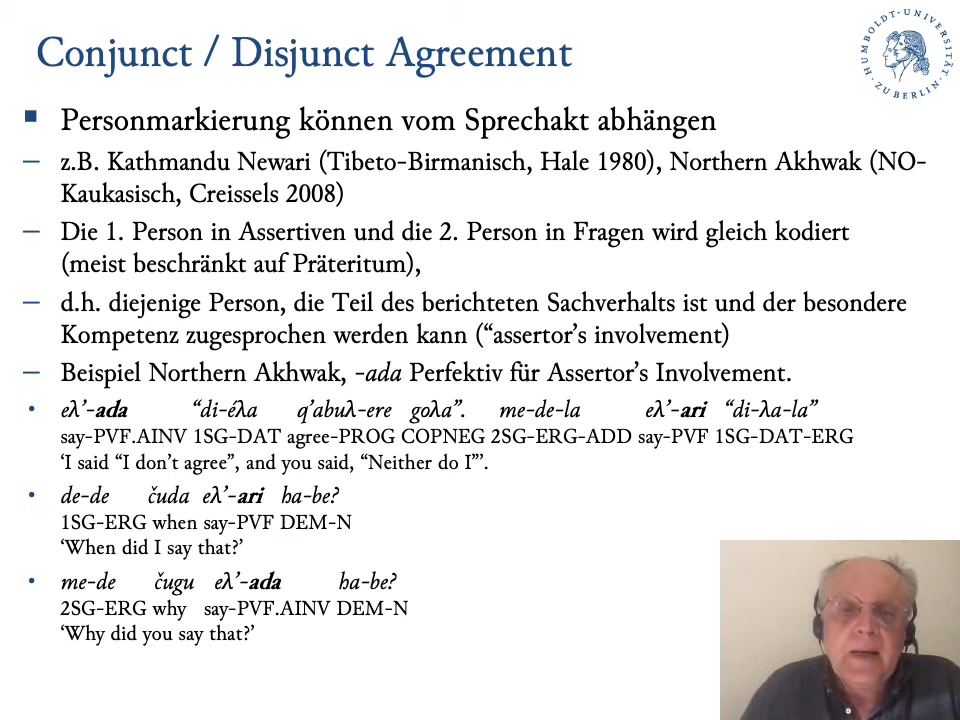 Conjunct / Disjunct Agreement
HUMBOLDT-UNIVERSITÄT
ZU BERLIN
Personmarkierung können vom Sprechakt abhängen
– z.B. Kathmandu Newari (Tibeto-Birmanisch, Hale 1980), Northern Akhwak (NO-
Kaukasisch, Creissels 2008)
– Die 1. Person in Assertiven und die 2. Person in Fragen wird gleich kodiert
(meist beschränkt auf Präteritum),
– d.h. diejenige Person, die Teil des berichteten Sachverhalts ist und der besondere
Kompetenz zugesprochen werden kann (“assertor’s involvement)
– Beispiel Northern Akhwak, -ada Perfektiv für Assertor’s Involvement.
• eλ’-ada “di-éλa q’abuλ-ere goλa”. me-de-la eλ’-ari “di-λa-la”
say-PVF.AINV 1SG-DAT agree-PROG COPNEG 2SG-ERG-ADD say-PVF 1SG-DAT-ERG
‘I said “I don’t agree”, and you said, “Neither do I”’.
• de-de čuda eλ’-ari ha-be?
1SG-ERG when say-PVF DEM-N
‘When did I say that?’
• me-de čugu eλ’-ada ha-be?
2SG-ERG why say-PVF.AINV DEM-N
‘Why did you say that?’